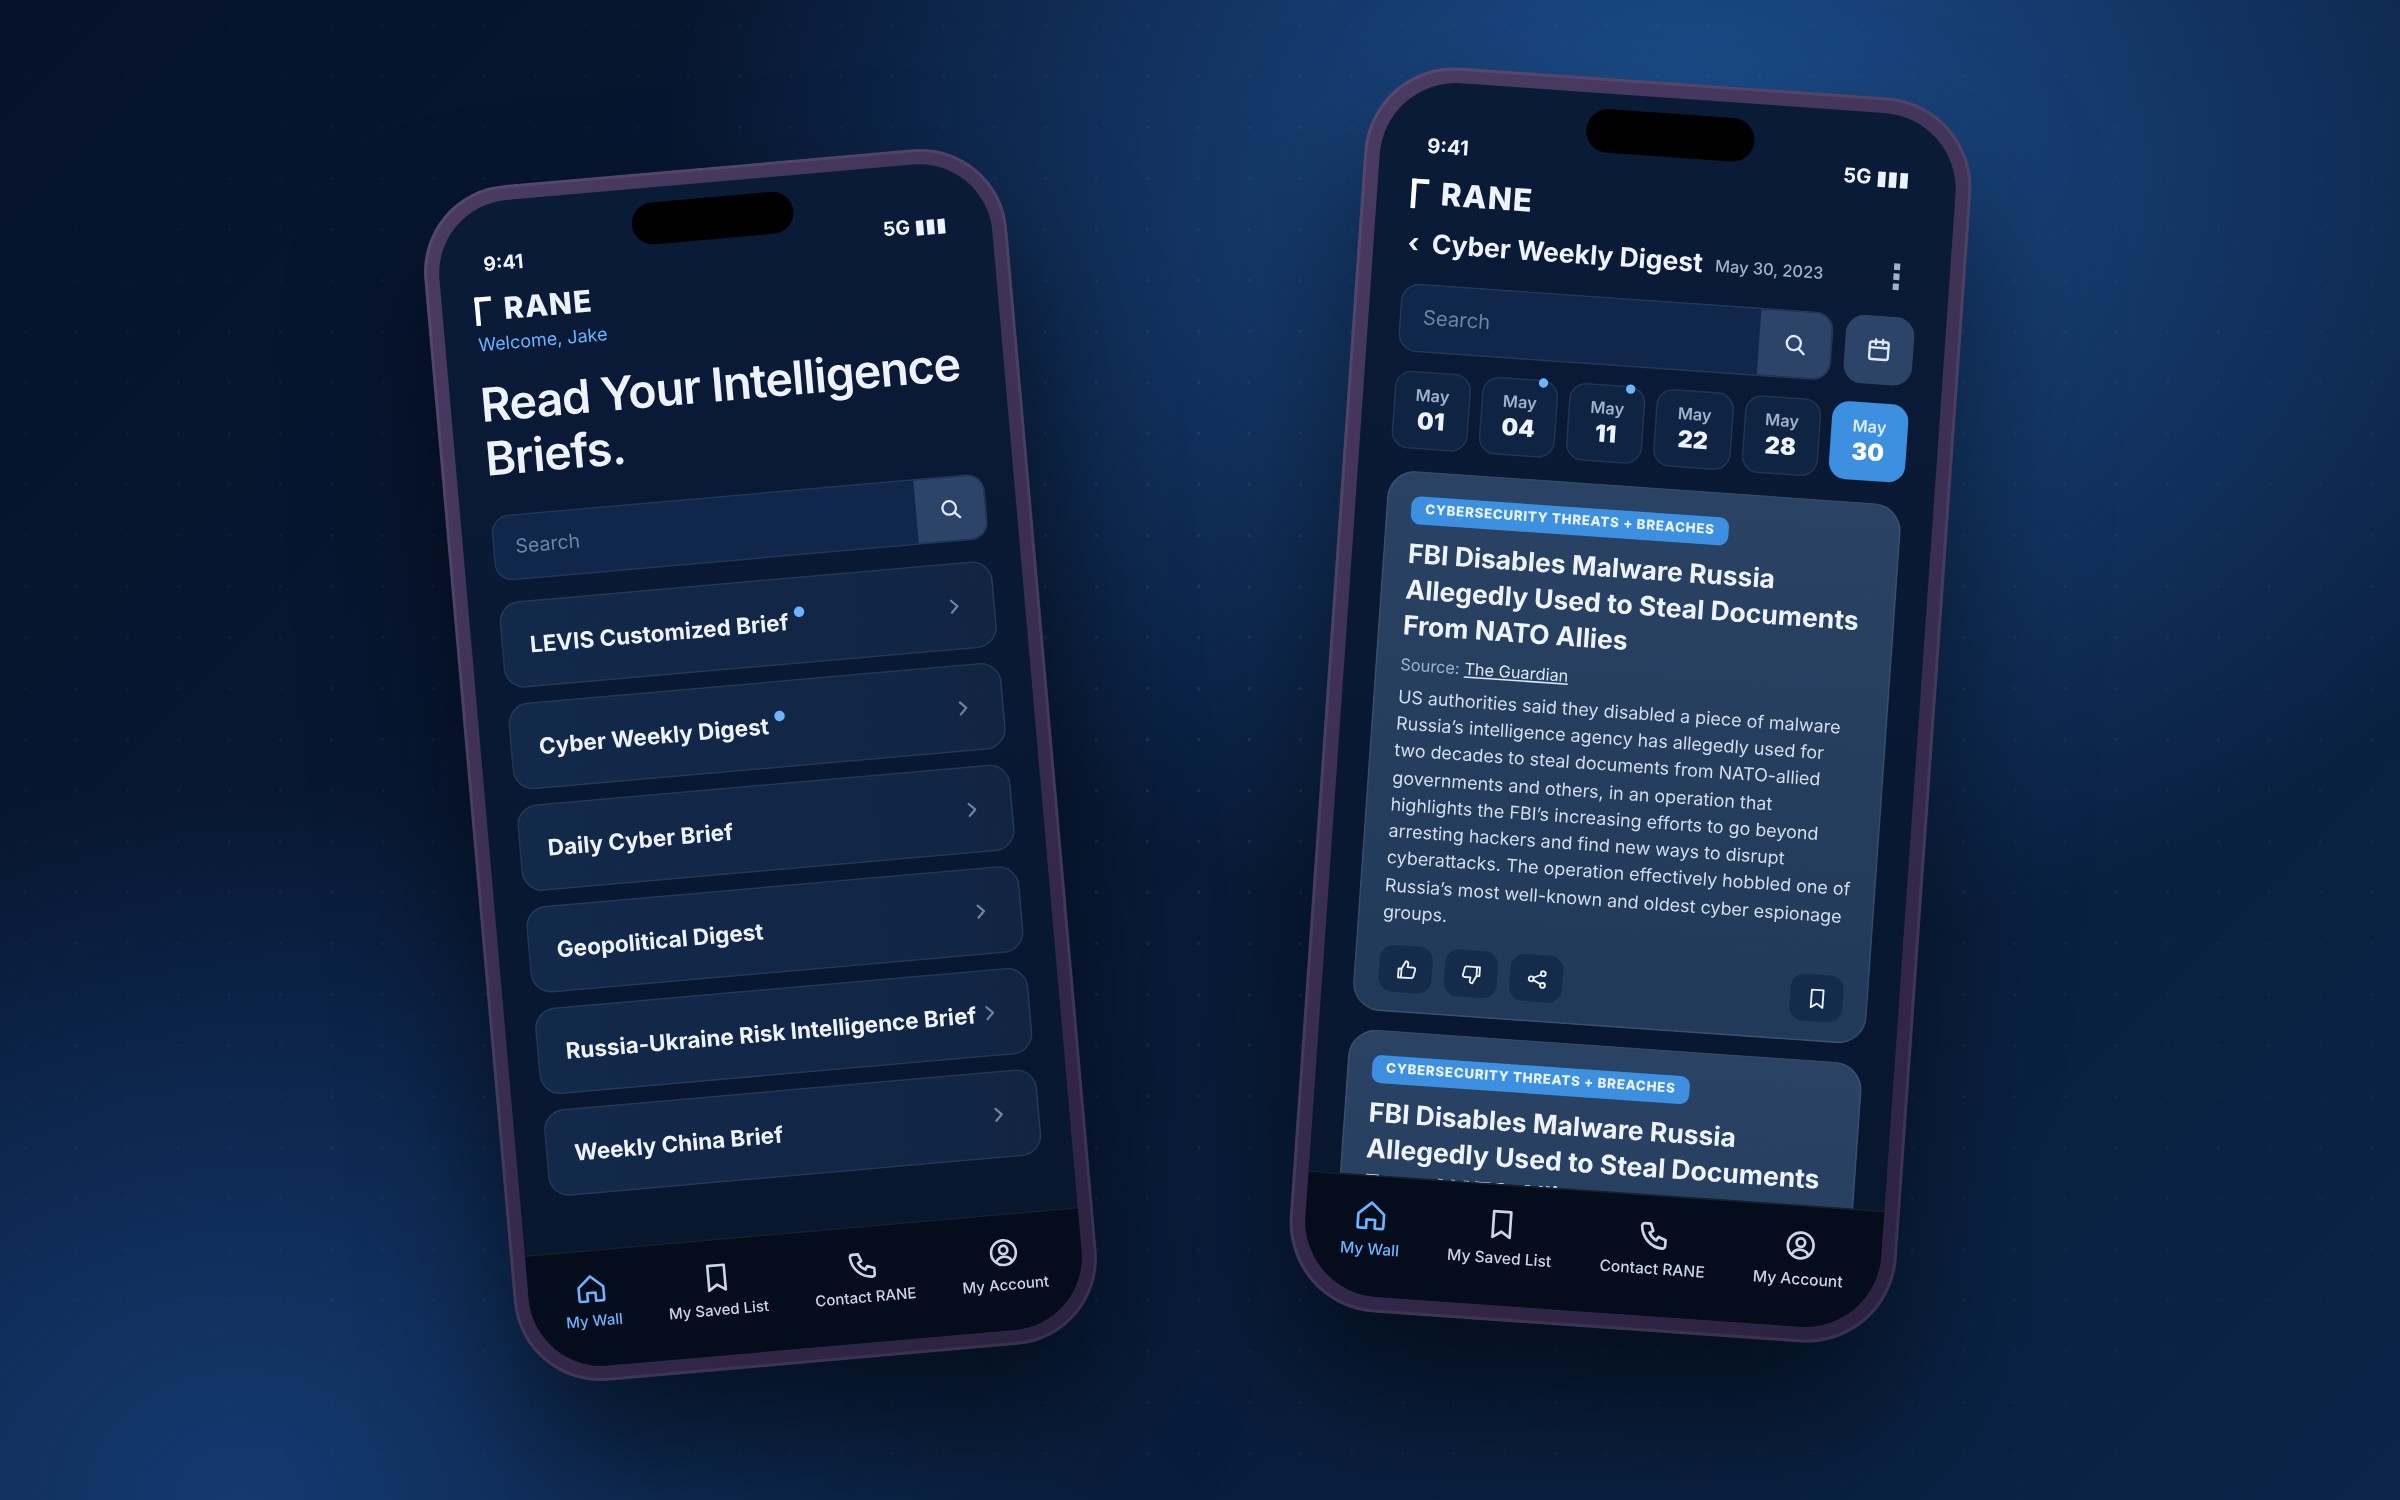 9:41
5G
RANE
Welcome, Jake
Read Your Intelligence
Briefs.
Search
LEVIS Customized Brief
Cyber Weekly Digest
Daily Cyber Brief
Geopolitical Digest
Russia-Ukraine Risk Intelligence Brief
Weekly China Brief
My Wall
My Saved List
Contact RANE
My Account
9:41
5G
RANE
Cyber Weekly Digest May 30, 2023
Search
May 01
May 04
May 11
May 22
May 28
May 30
CYBERSECURITY THREATS + BREACHES
FBI Disables Malware Russia
Allegedly Used to Steal Documents
From NATO Allies
Source: The Guardian
US authorities said they disabled a piece of malware
Russia’s intelligence agency has allegedly used for
two decades to steal documents from NATO-allied
governments and others, in an operation that
highlights the FBI’s increasing efforts to go beyond
arresting hackers and find new ways to disrupt
cyberattacks. The operation effectively hobbled one of
Russia’s most well-known and oldest cyber espionage
groups.
CYBERSECURITY THREATS + BREACHES
FBI Disables Malware Russia
Allegedly Used to Steal Documents
My Wall
My Saved List
Contact RANE
My Account